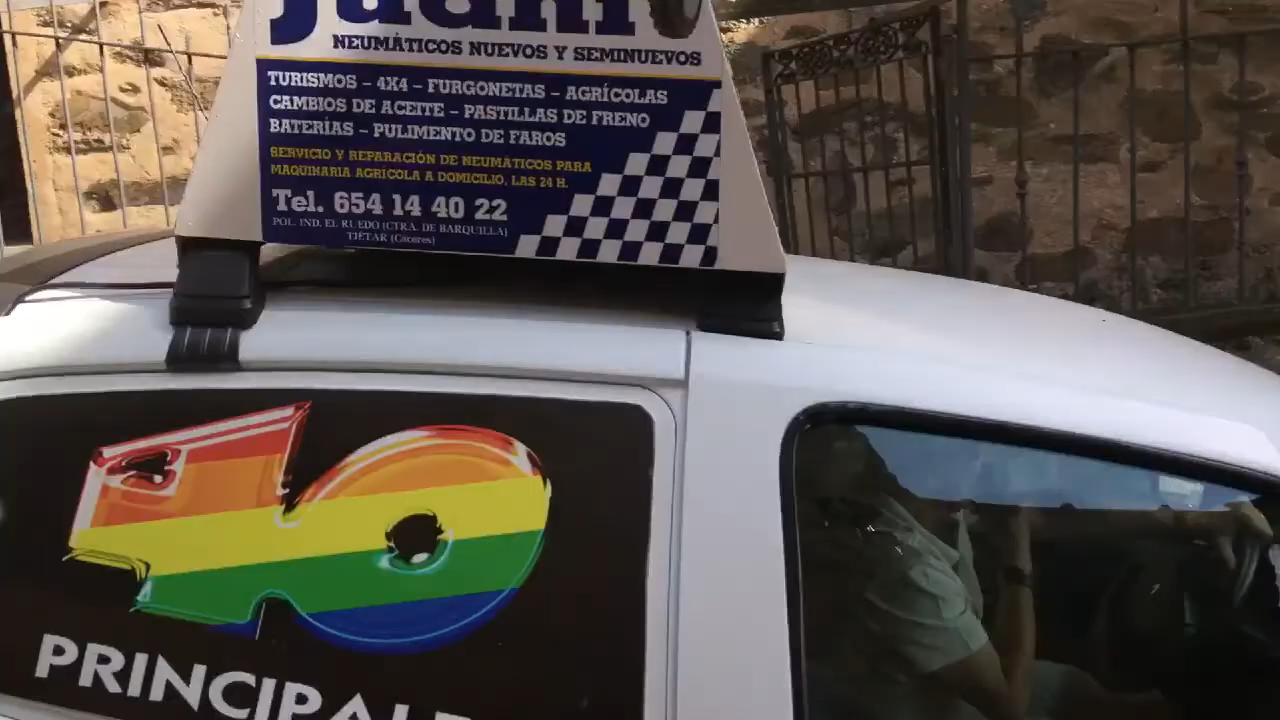 Juani
NEUMÁTICOS NUEVOS Y SEMINUEVOS
TURISMOS – 4X4 – FURGONETAS – AGRÍCOLAS
CAMBIOS DE ACEITE – PASTILLAS DE FRENO
BATERÍAS – PULIMENTO DE FAROS
SERVICIO Y REPARACIÓN DE NEUMÁTICOS PARA
MAQUINARIA AGRÍCOLA A DOMICILIO, LAS 24 H.
Tel. 654 14 40 22
POL. IND. EL RUEDO (CTRA. DE BARQUILLA)
TIÉTAR (Cáceres)
40
PRINCIPALE